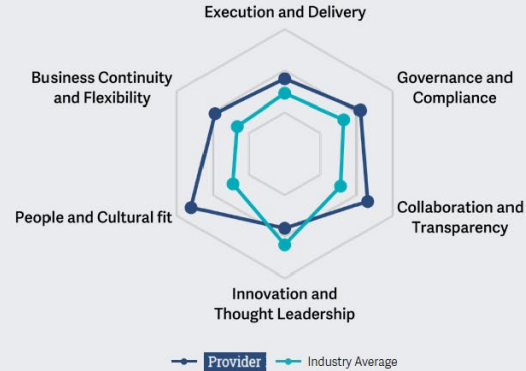 Execution and Delivery
Business Continuity
and Flexibility
Governance and
Compliance
People and Cultural fit
Collaboration and
Transparency
Innovation and
Thought Leadership
Provider
Industry Average